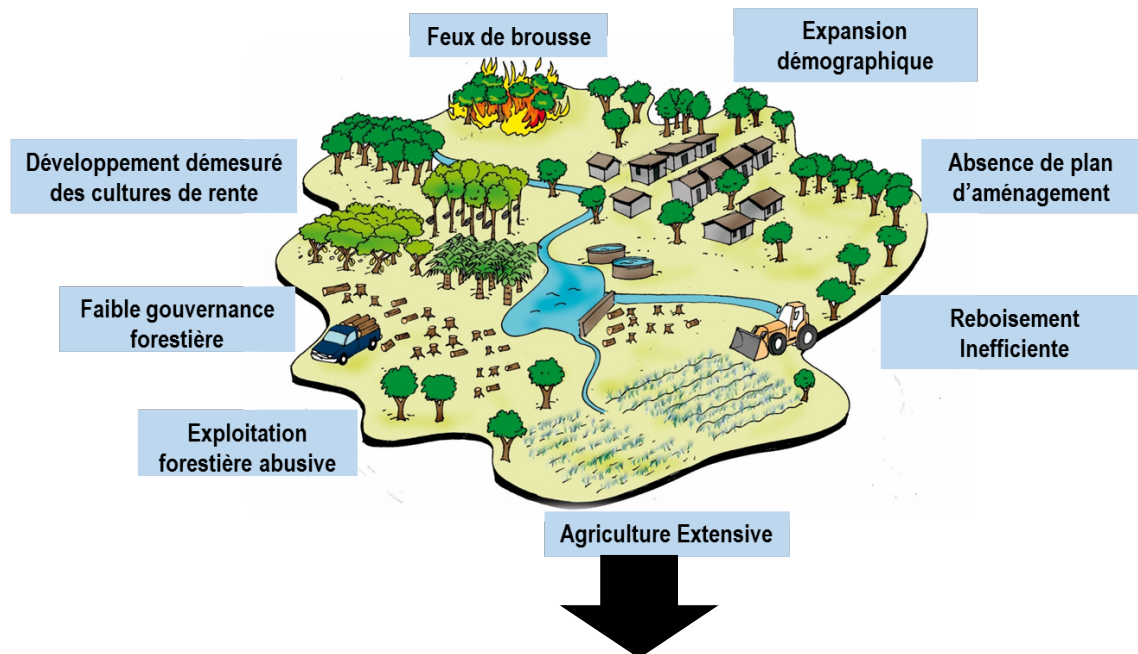 Feux de brousse
Expansion
démographique
Développement démesuré
des cultures de rente
Absence de plan
d'aménagement
Faible gouvernance
forestière
Reboisement
Inefficiente
Exploitation
forestière abusive
Agriculture Extensive